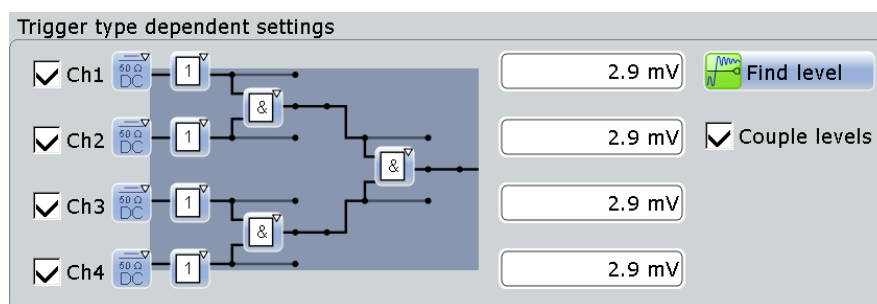 Trigger type dependent settings
Ch1 50 Ω DC 1 2.9 mV Find level
&
Ch2 50 Ω DC 1 2.9 mV Couple levels
&
Ch3 50 Ω DC 1 2.9 mV
&
Ch4 50 Ω DC 1 2.9 mV